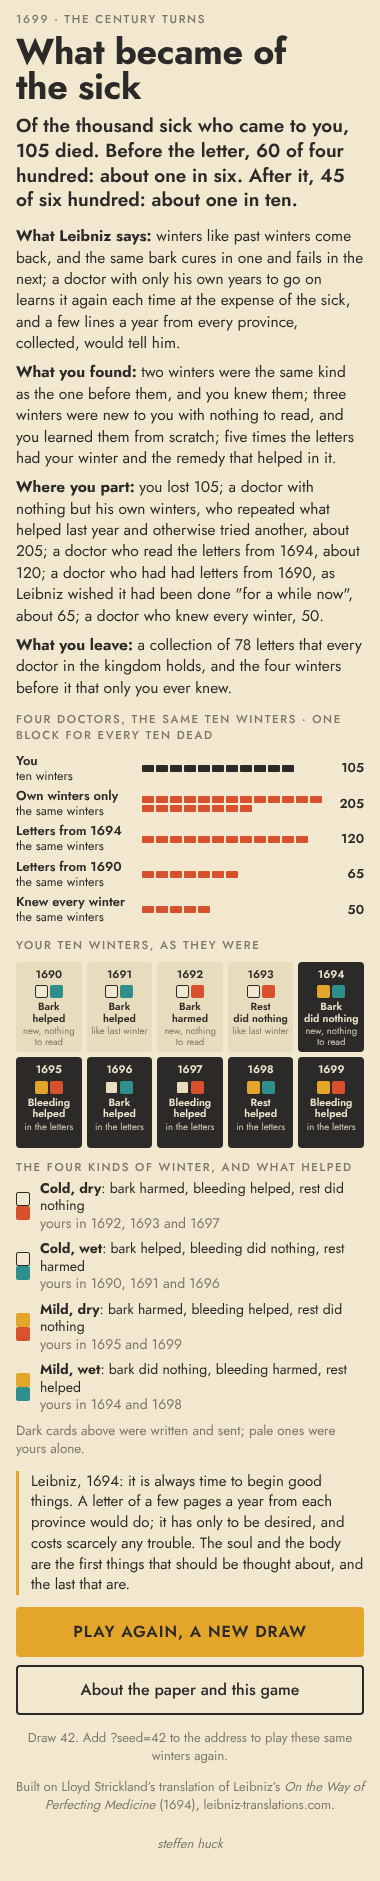 1699 · THE CENTURY TURNS
What became of
the sick
Of the thousand sick who came to you,
105 died. Before the letter, 60 of four
hundred: about one in six. After it, 45
of six hundred: about one in ten.
What Leibniz says: winters like past winters come
back, and the same bark cures in one and fails in the
next; a doctor with only his own years to go on
learns it again each time at the expense of the sick,
and a few lines a year from every province,
collected, would tell him.
What you found: two winters were the same kind
as the one before them, and you knew them; three
winters were new to you with nothing to read, and
you learned them from scratch; five times the letters
had your winter and the remedy that helped in it.
Where you part: you lost 105; a doctor with
nothing but his own winters, who repeated what
helped last year and otherwise tried another, about
205; a doctor who read the letters from 1694, about
120; a doctor who had had letters from 1690, as
Leibniz wished it had been done "for a while now",
about 65; a doctor who knew every winter, 50.
What you leave: a collection of 78 letters that every
doctor in the kingdom holds, and the four winters
before it that only you ever knew.
FOUR DOCTORS, THE SAME TEN WINTERS · ONE
BLOCK FOR EVERY TEN DEAD
You
ten winters
105
Own winters only
the same winters
205
Letters from 1694
the same winters
120
Letters from 1690
the same winters
65
Knew every winter
the same winters
50
YOUR TEN WINTERS, AS THEY WERE
1690
Bark
helped
new, nothing
to read
1691
Bark
helped
like last winter
1692
Bark
harmed
new, nothing
to read
1693
Rest
did nothing
like last winter
1694
Bark
did nothing
new, nothing
to read
1695
Bleeding
helped
in the letters
1696
Bark
helped
in the letters
1697
Bleeding
helped
in the letters
1698
Rest
helped
in the letters
1699
Bleeding
helped
in the letters
THE FOUR KINDS OF WINTER, AND WHAT HELPED
Cold, dry: bark harmed, bleeding helped, rest did
nothing
yours in 1692, 1693 and 1697
Cold, wet: bark helped, bleeding did nothing, rest
harmed
yours in 1690, 1691 and 1696
Mild, dry: bark harmed, bleeding helped, rest did
nothing
yours in 1695 and 1699
Mild, wet: bark did nothing, bleeding harmed, rest
helped
yours in 1694 and 1698
Dark cards above were written and sent; pale ones were
yours alone.
Leibniz, 1694: it is always time to begin good
things. A letter of a few pages a year from each
province would do; it has only to be desired, and
costs scarcely any trouble. The soul and the body
are the first things that should be thought about, and
the last that are.
PLAY AGAIN, A NEW DRAW
About the paper and this game
Draw 42. Add ?seed=42 to the address to play these same
winters again.
Built on Lloyd Strickland's translation of Leibniz's On the Way of
Perfecting Medicine (1694), leibniz-translations.com.
steffen huck